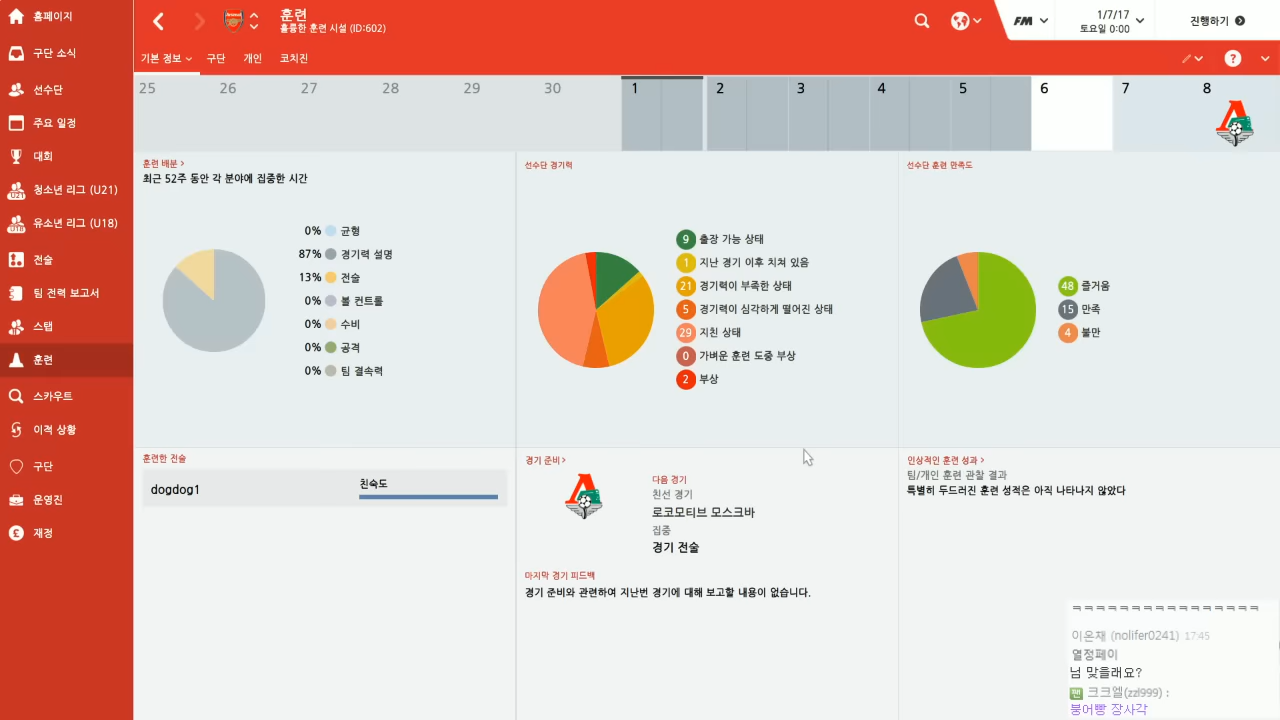 홈페이지
구단 소식
선수단
주요 일정
대회
청소년 리그 (U21)
유소년 리그 (U18)
전술
팀 전력 보고서
스탭
훈련
스카우트
이적 상황
구단
운영진
재정
훈련
훌륭한 훈련 시설 (ID:602)
FM
1/7/17
토요일 0:00
진행하기
기본 정보
구단
개인
코치진
25 26 27 28 29 30 1 2 3 4 5 6 7 8
훈련 배분 >
최근 52주 동안 각 분야에 집중한 시간
0% 균형
87% 경기력 설명
13% 전술
0% 볼 컨트롤
0% 수비
0% 공격
0% 팀 결속력
선수단 경기력
9 출장 가능 상태
1 지난 경기 이후 지쳐 있음
21 경기력이 부족한 상태
5 경기력이 심각하게 떨어진 상태
29 지친 상태
0 가벼운 훈련 도중 부상
2 부상
선수단 훈련 만족도
48 즐거움
15 만족
4 불만
훈련한 전술
dogdog1
친숙도
경기 준비 >
다음 경기
친선 경기
로코모티브 모스크바
집중
경기 전술
마지막 경기 피드백
경기 준비와 관련하여 지난번 경기에 대해 보고할 내용이 없습니다.
인상적인 훈련 성과 >
팀/개인 훈련 관찰 결과
특별히 두드러진 훈련 성적은 아직 나타나지 않았다
이온채 (nolifer0241) 17:45
열정페이
님 맞을래요?
팬 크크엘(zzl999) :
붕어빵 장사각